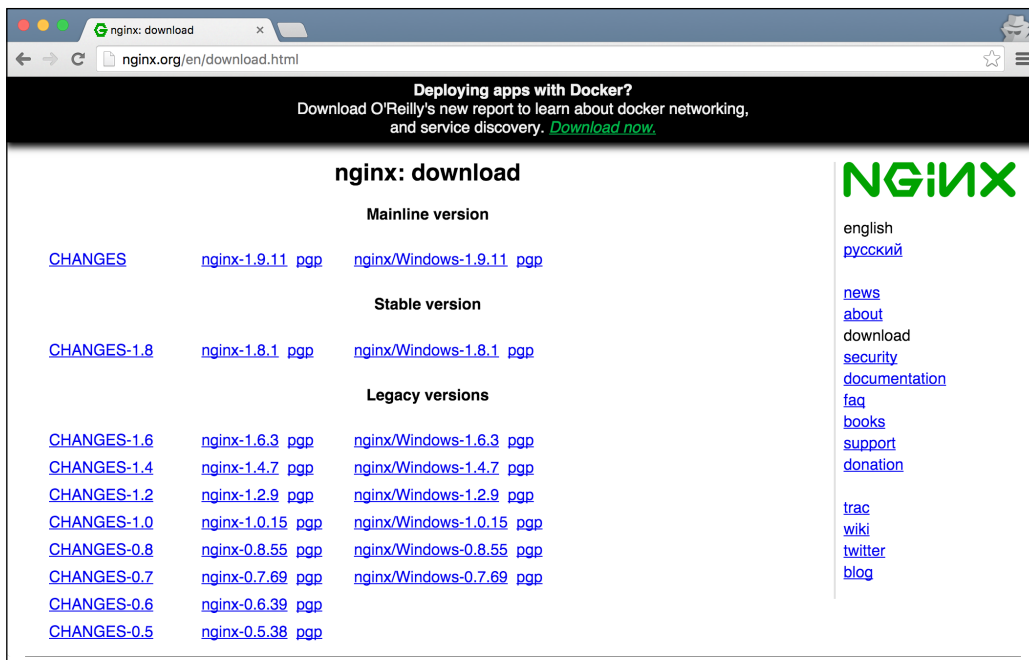 nginx: download
nginx.org/en/download.html
Deploying apps with Docker?
Download O'Reilly's new report to learn about docker networking,
and service discovery. Download now.
nginx: download
Mainline version
CHANGES nginx-1.9.11 pgp nginx/Windows-1.9.11 pgp
Stable version
CHANGES-1.8 nginx-1.8.1 pgp nginx/Windows-1.8.1 pgp
Legacy versions
CHANGES-1.6 nginx-1.6.3 pgp nginx/Windows-1.6.3 pgp
CHANGES-1.4 nginx-1.4.7 pgp nginx/Windows-1.4.7 pgp
CHANGES-1.2 nginx-1.2.9 pgp nginx/Windows-1.2.9 pgp
CHANGES-1.0 nginx-1.0.15 pgp nginx/Windows-1.0.15 pgp
CHANGES-0.8 nginx-0.8.55 pgp nginx/Windows-0.8.55 pgp
CHANGES-0.7 nginx-0.7.69 pgp nginx/Windows-0.7.69 pgp
CHANGES-0.6 nginx-0.6.39 pgp
CHANGES-0.5 nginx-0.5.38 pgp
NGINX
english
русский
news
about
download
security
documentation
faq
books
support
donation
trac
wiki
twitter
blog